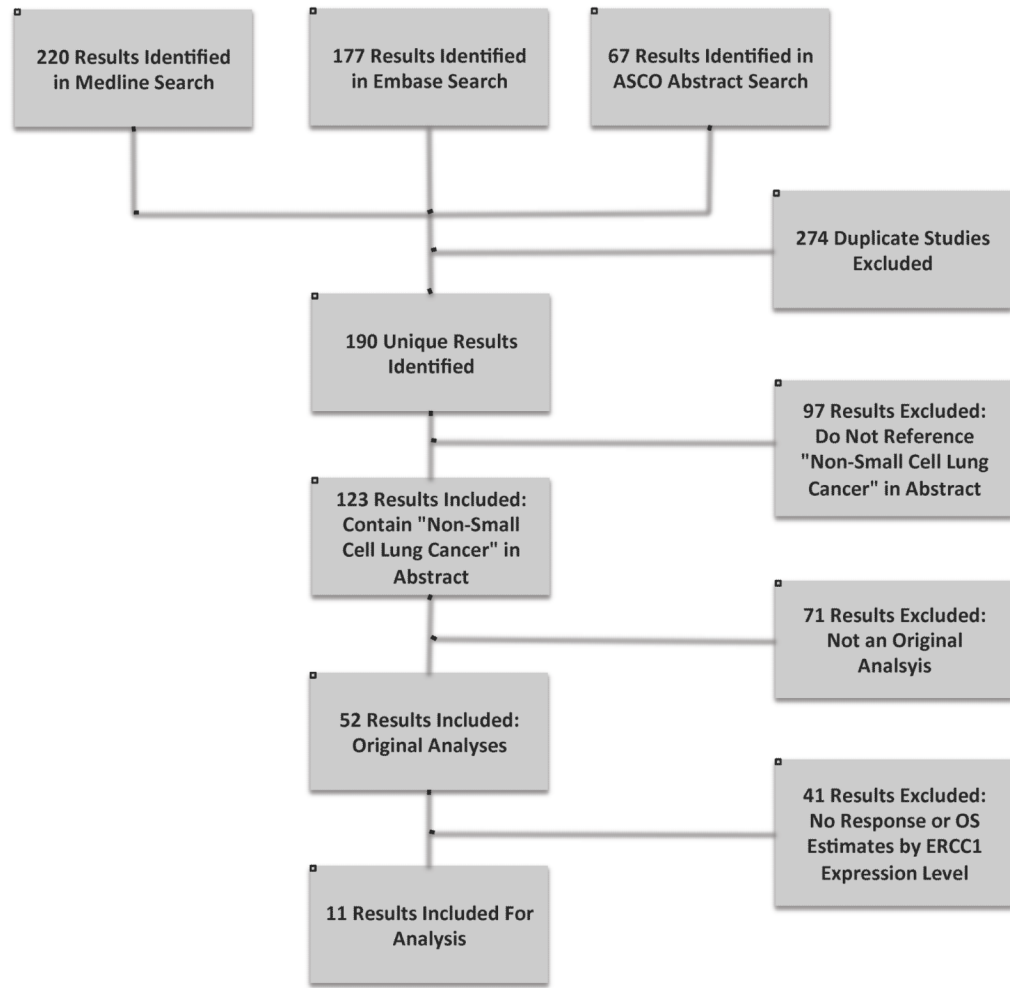 220 Results Identified
in Medline Search
177 Results Identified
in Embase Search
67 Results Identified in
ASCO Abstract Search
274 Duplicate Studies
Excluded
190 Unique Results
Identified
97 Results Excluded:
Do Not Reference
"Non-Small Cell Lung
Cancer" in Abstract
123 Results Included:
Contain "Non-Small
Cell Lung Cancer" in
Abstract
71 Results Excluded:
Not an Original
Analsyis
52 Results Included:
Original Analyses
41 Results Excluded:
No Response or OS
Estimates by ERCC1
Expression Level
11 Results Included For
Analysis